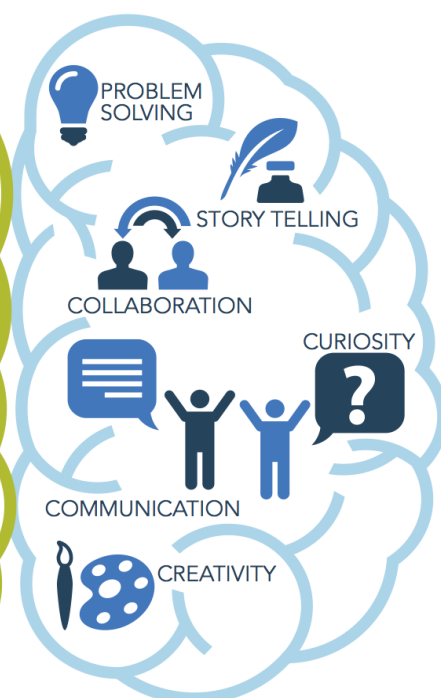 PROBLEM
SOLVING
STORY TELLING
COLLABORATION
CURIOSITY
?
COMMUNICATION
CREATIVITY